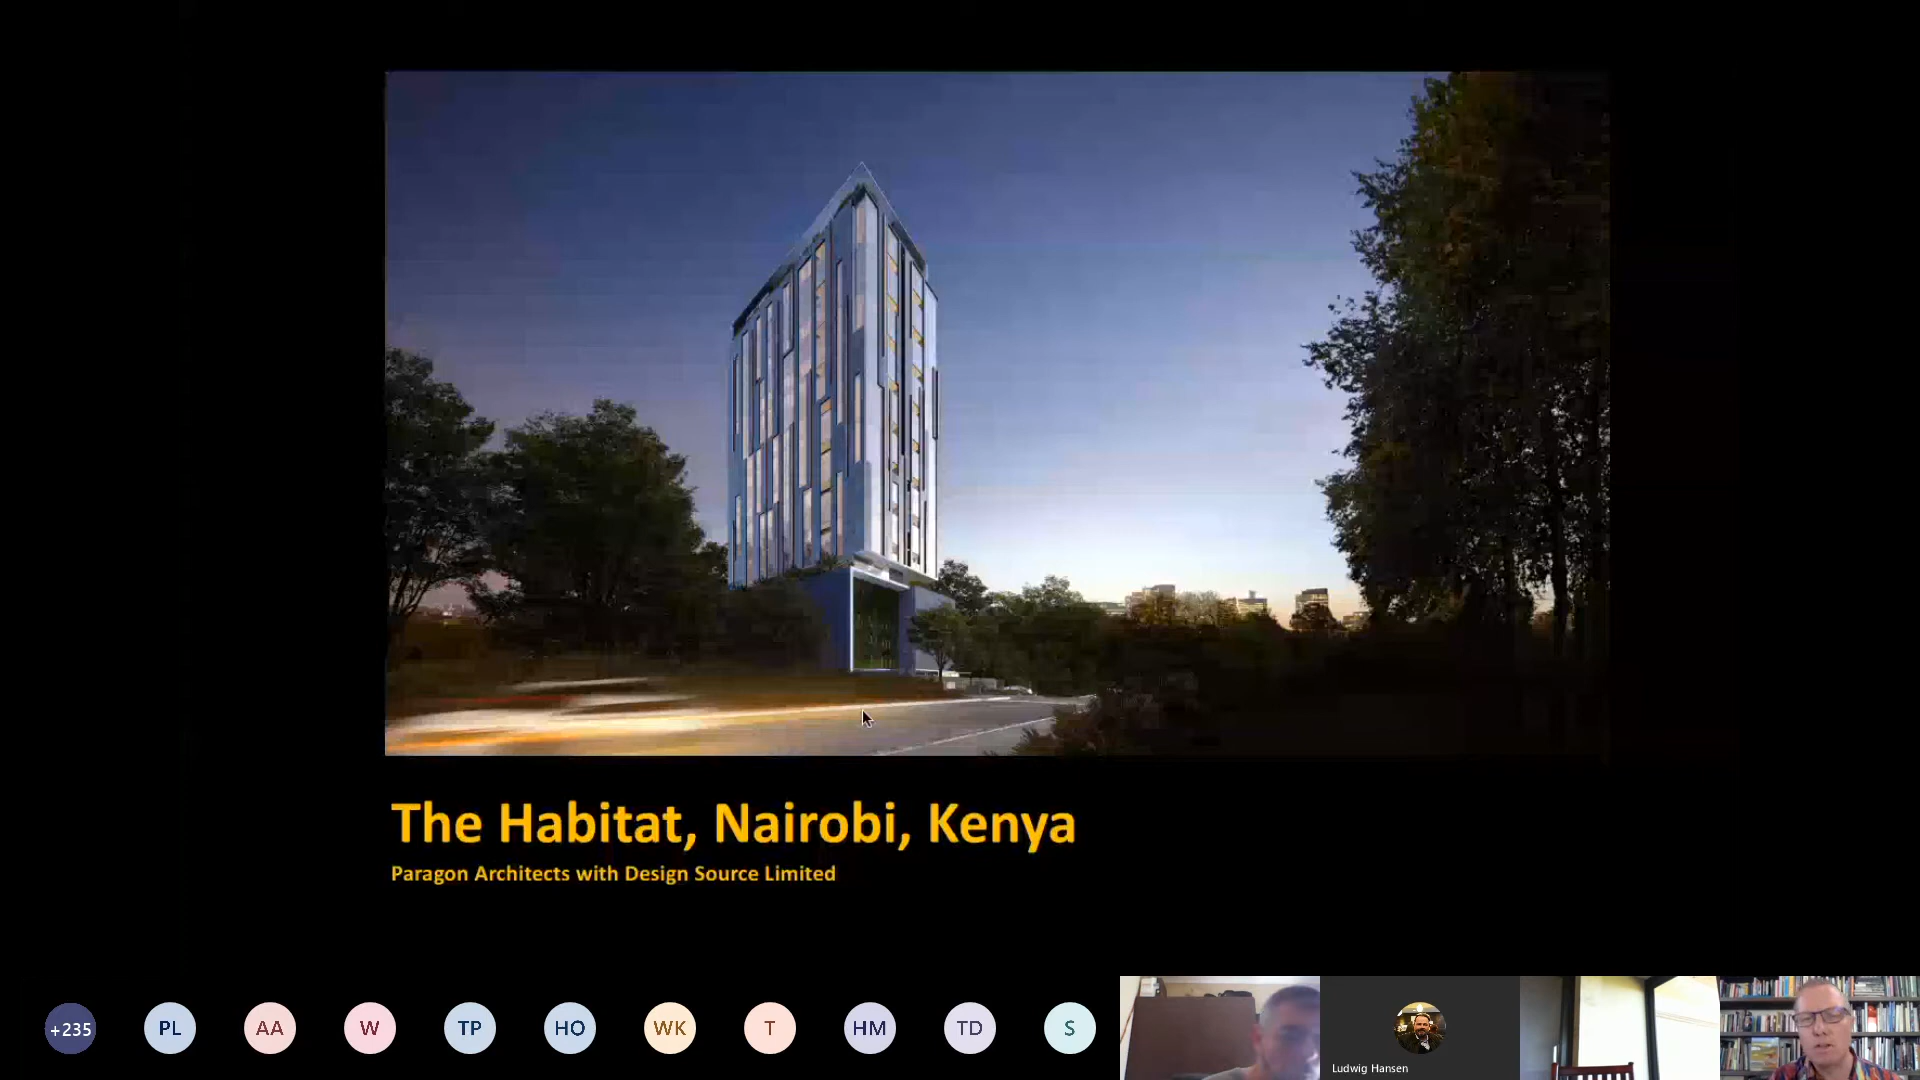 The Habitat, Nairobi, Kenya
Paragon Architects with Design Source Limited
+235
PL
AA
W
TP
HO
WK
T
HM
TD
S
Ludwig Hansen